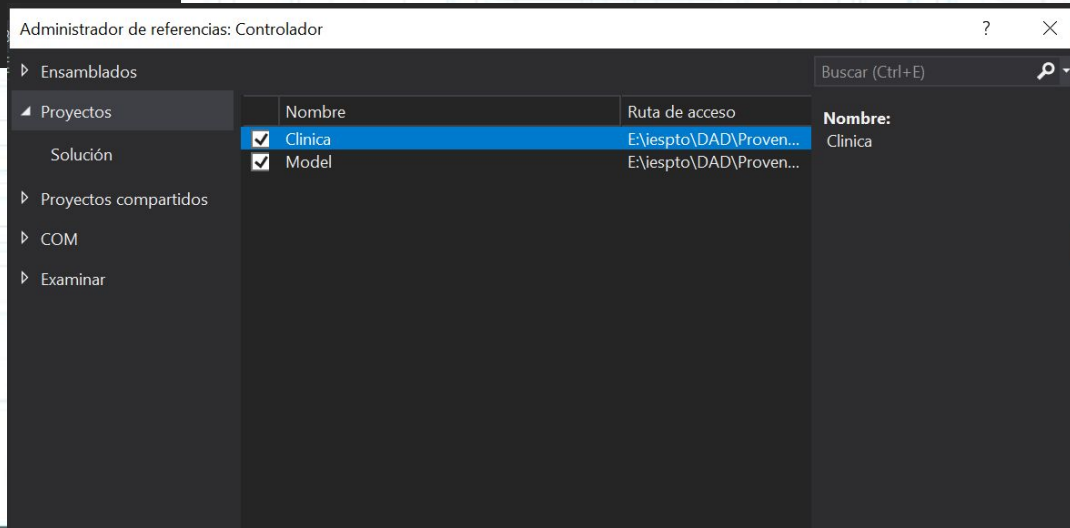 Administrador de referencias: Controlador ?
Ensamblados
Buscar (Ctrl+E)
Proyectos
Solución
Proyectos compartidos
COM
Examinar
Nombre Ruta de acceso
Clinica E:\iespto\DAD\Proven...
Model E:\iespto\DAD\Proven...
Nombre:
Clinica